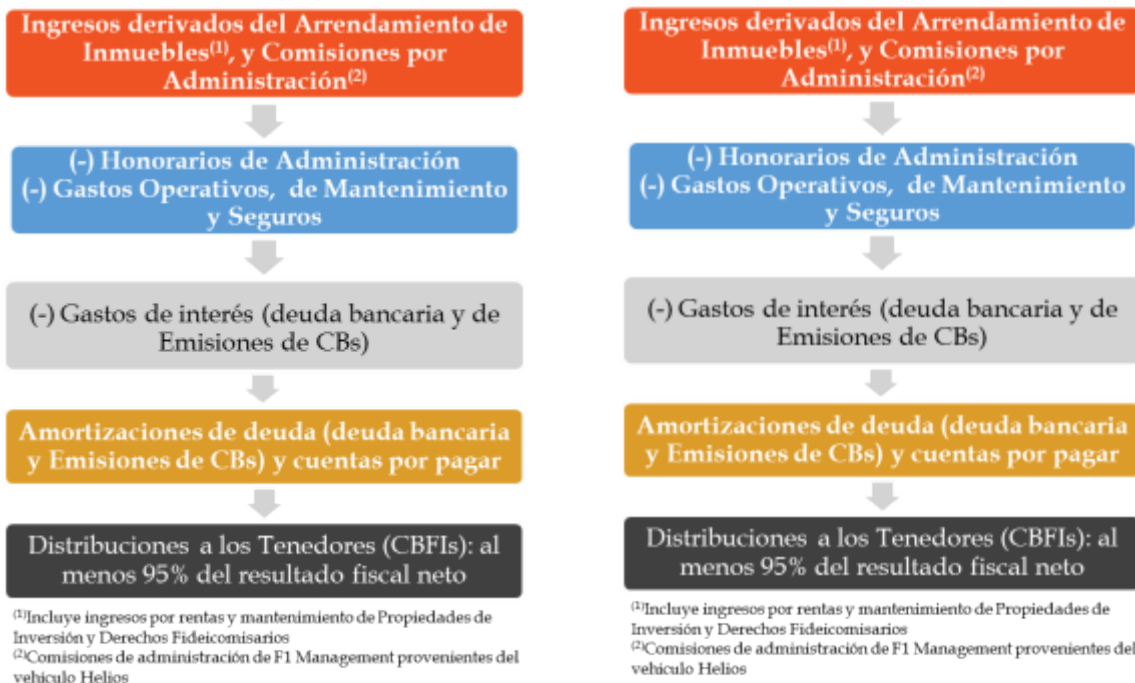 Ingresos derivados del Arrendamiento de
Inmuebles⁽¹⁾, y Comisiones por
Administración⁽²⁾
(-) Honorarios de Administración
(-) Gastos Operativos, de Mantenimiento
y Seguros
(-) Gastos de interés (deuda bancaria y de
Emisiones de CBs)
Amortizaciones de deuda (deuda bancaria
y Emisiones de CBs) y cuentas por pagar
Distribuciones a los Tenedores (CBFIs): al
menos 95% del resultado fiscal neto
⁽¹⁾Incluye ingresos por rentas y mantenimiento de Propiedades de
Inversión y Derechos Fideicomisarios
⁽²⁾Comisiones de administración de F1 Management provenientes del
vehículo Helios
Ingresos derivados del Arrendamiento de
Inmuebles⁽¹⁾, y Comisiones por
Administración⁽²⁾
(-) Honorarios de Administración
(-) Gastos Operativos, de Mantenimiento
y Seguros
(-) Gastos de interés (deuda bancaria y de
Emisiones de CBs)
Amortizaciones de deuda (deuda bancaria
y Emisiones de CBs) y cuentas por pagar
Distribuciones a los Tenedores (CBFIs): al
menos 95% del resultado fiscal neto
⁽¹⁾Incluye ingresos por rentas y mantenimiento de Propiedades de
Inversión y Derechos Fideicomisarios
⁽²⁾Comisiones de administración de F1 Management provenientes del
vehículo Helios